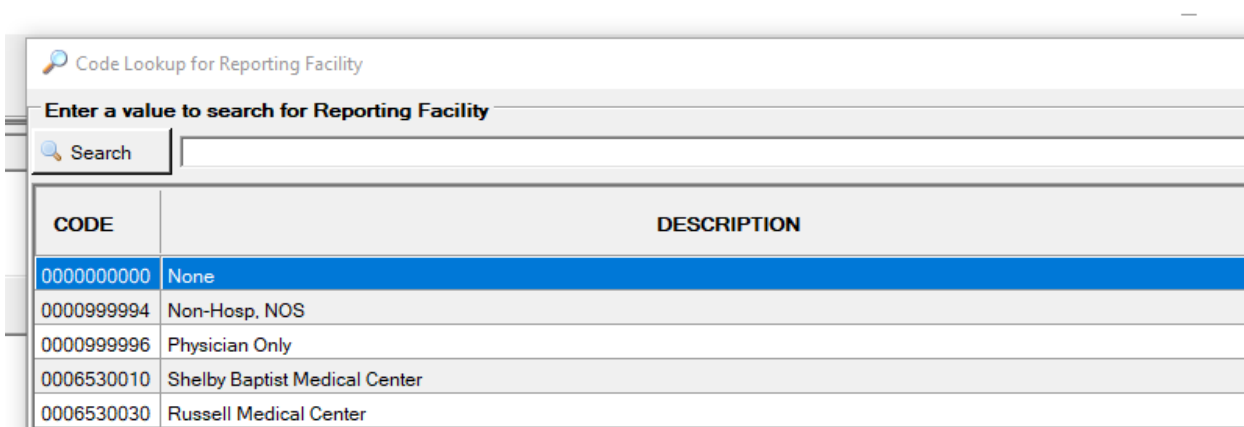 Code Lookup for Reporting Facility
Enter a value to search for Reporting Facility
Search
CODE DESCRIPTION
0000000000 None
0000999994 Non-Hosp, NOS
0000999996 Physician Only
0006530010 Shelby Baptist Medical Center
0006530030 Russell Medical Center